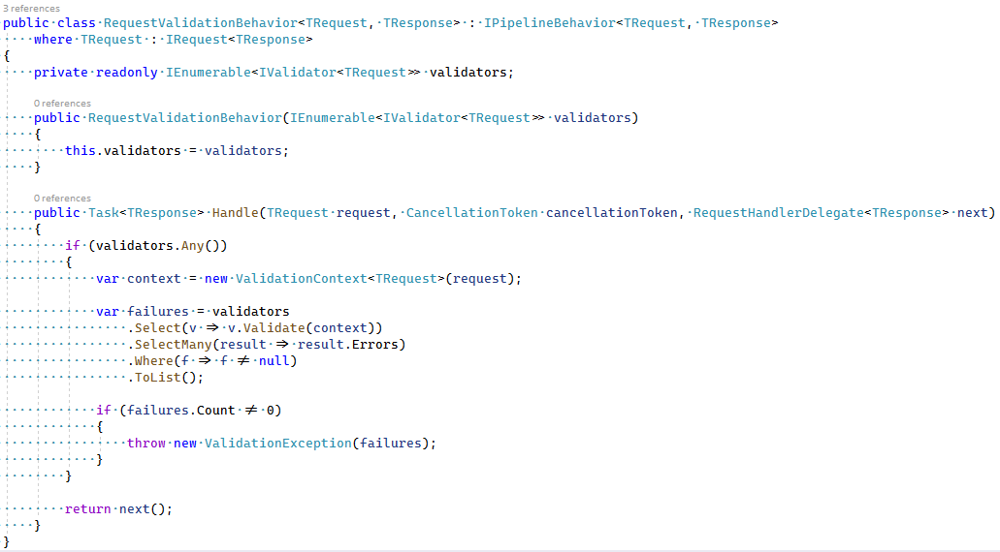 3 references
public class RequestValidationBehavior<TRequest, TResponse> : IPipelineBehavior<TRequest, TResponse>
    where TRequest : IRequest<TResponse>
{
    private readonly IEnumerable<IValidator<TRequest>> validators;

    0 references
    public RequestValidationBehavior(IEnumerable<IValidator<TRequest>> validators)
    {
        this.validators = validators;
    }

    0 references
    public Task<TResponse> Handle(TRequest request, CancellationToken cancellationToken, RequestHandlerDelegate<TResponse> next)
    {
        if (validators.Any())
        {
            var context = new ValidationContext<TRequest>(request);

            var failures = validators
                .Select(v => v.Validate(context))
                .SelectMany(result => result.Errors)
                .Where(f => f != null)
                .ToList();

            if (failures.Count != 0)
            {
                throw new ValidationException(failures);
            }
        }

        return next();
    }
}